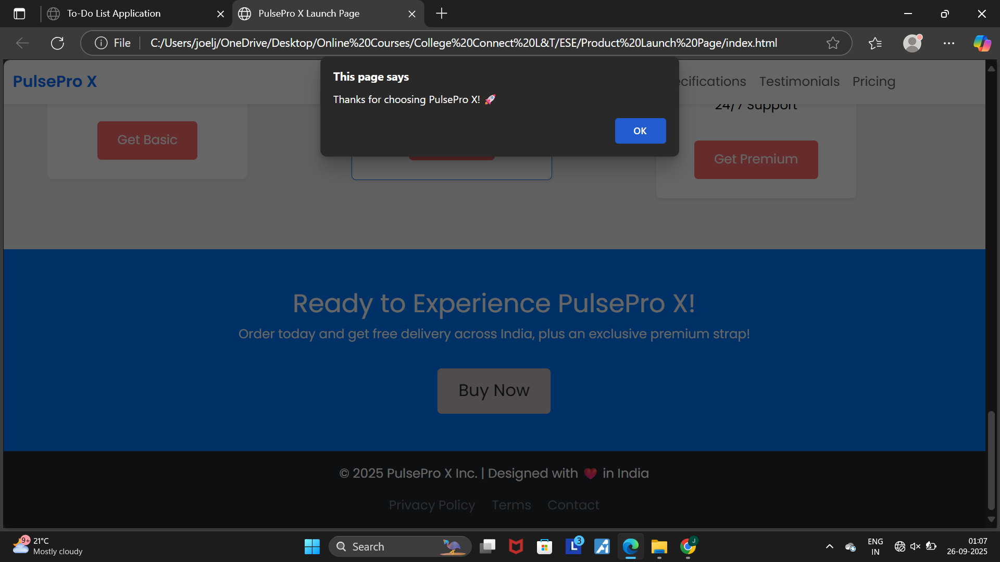 To-Do List Application
PulsePro X Launch Page
File
C:/Users/joelj/OneDrive/Desktop/Online%20Courses/College%20Connect%20L&T/ESE/Product%20Launch%20Page/index.html
PulsePro X
ecifications Testimonials Pricing
This page says
Thanks for choosing PulsePro X! 🚀
OK
24/7 Support
Get Basic
Get Premium
Ready to Experience PulsePro X!
Order today and get free delivery across India, plus an exclusive premium strap!
Buy Now
© 2025 PulsePro X Inc. | Designed with ❤️ in India
Privacy Policy Terms Contact
9+
21°C
Mostly cloudy
Search
L
3
J
ENG
IN
01:07
26-09-2025